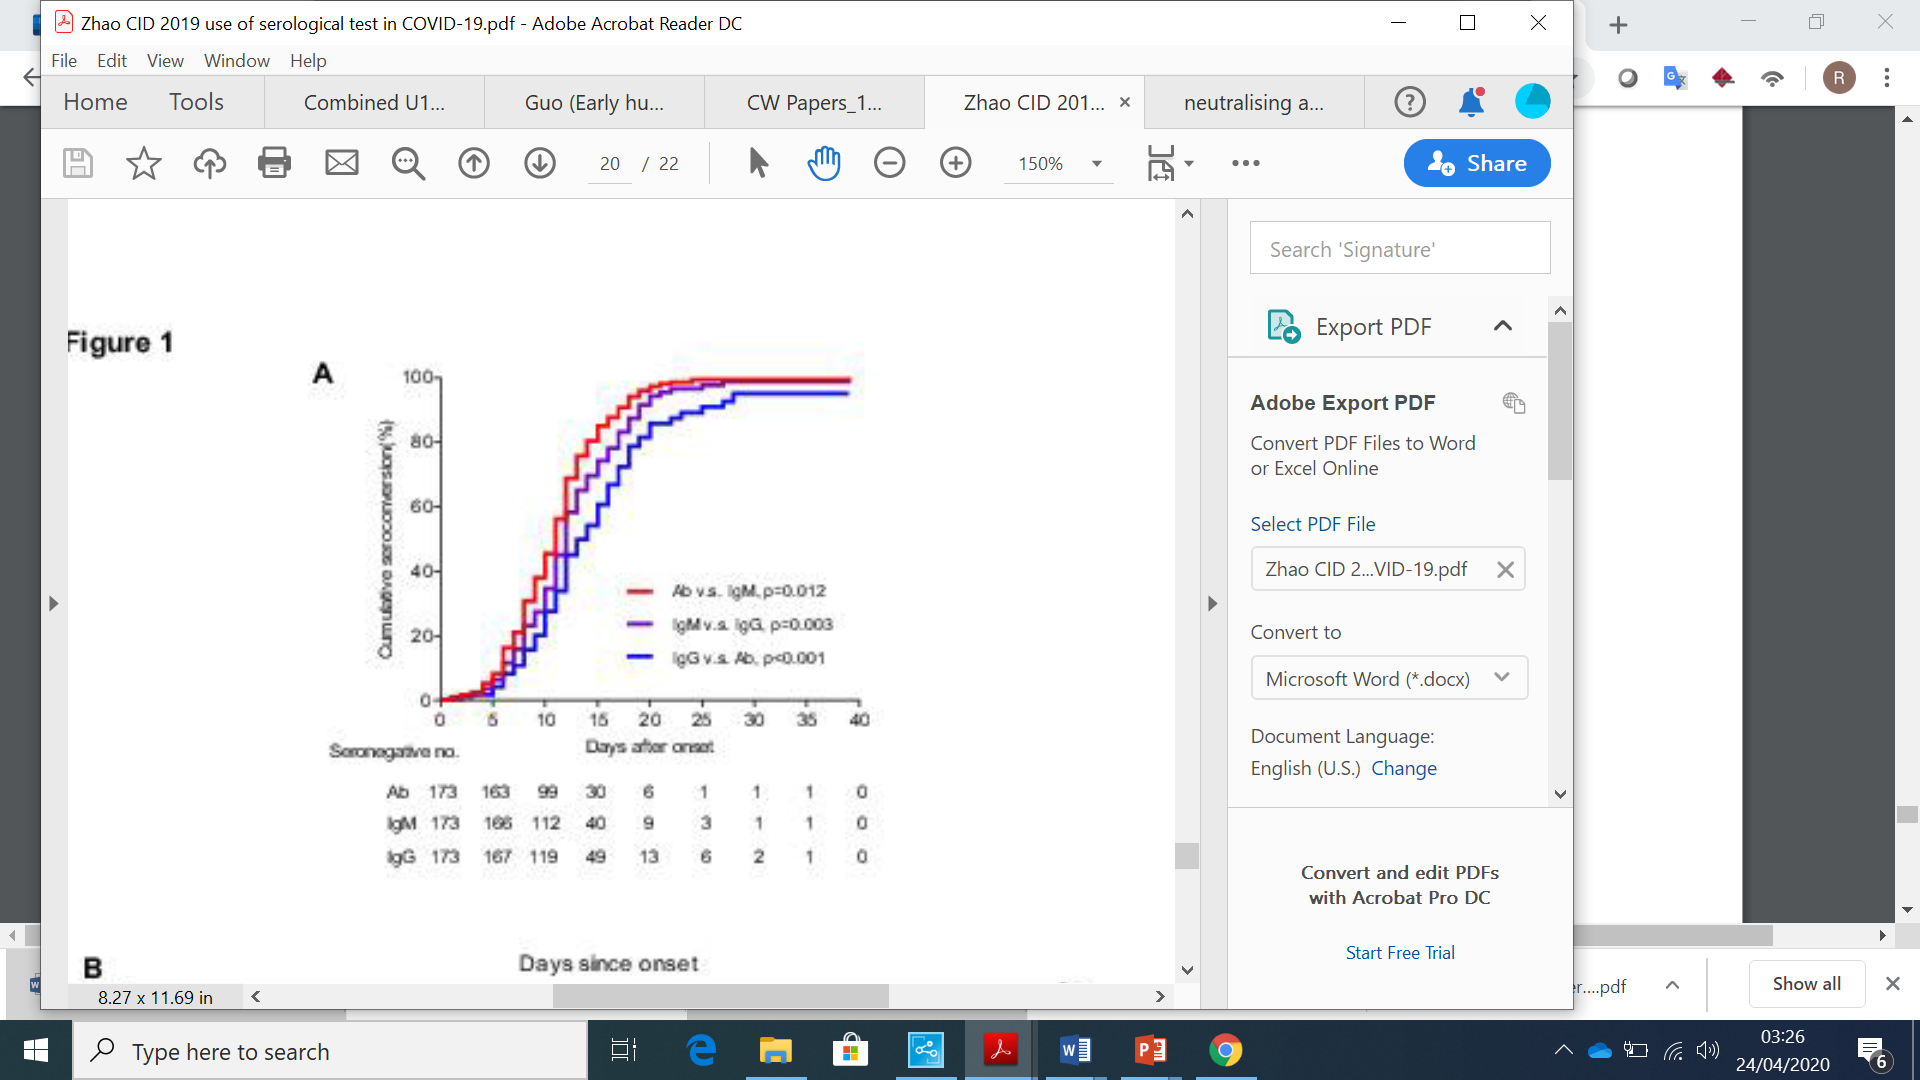 Zhao CID 2019 use of serological test in COVID-19.pdf - Adobe Acrobat Reader DC
File Edit View Window Help
Home Tools Combined U1... Guo (Early hu... CW Papers_1... Zhao CID 201... neutralising a...
20 / 22 150% Share
R
Search 'Signature'
Export PDF
Adobe Export PDF
Convert PDF Files to Word
or Excel Online
Select PDF File
Zhao CID 2...VID-19.pdf
Convert to
Microsoft Word (*.docx)
Document Language:
English (U.S.) Change
Convert and edit PDFs
with Acrobat Pro DC
Start Free Trial
Figure 1
A
Cumulative seroconversion(%)
100
80
60
40
20
0
Ab v.s. IgM, p=0.012
IgM v.s. IgG, p=0.003
IgG v.s. Ab, p<0.001
0 5 10 15 20 25 30 35 40
Days after onset
Seronegative no.
Ab 173 163 99 30 6 1 1 1 0
IgM 173 166 112 40 9 3 1 1 0
IgG 173 167 119 49 13 6 2 1 0
Days since onset
B
8.27 x 11.69 in
er....pdf
Show all
Type here to search
03:26
24/04/2020
6